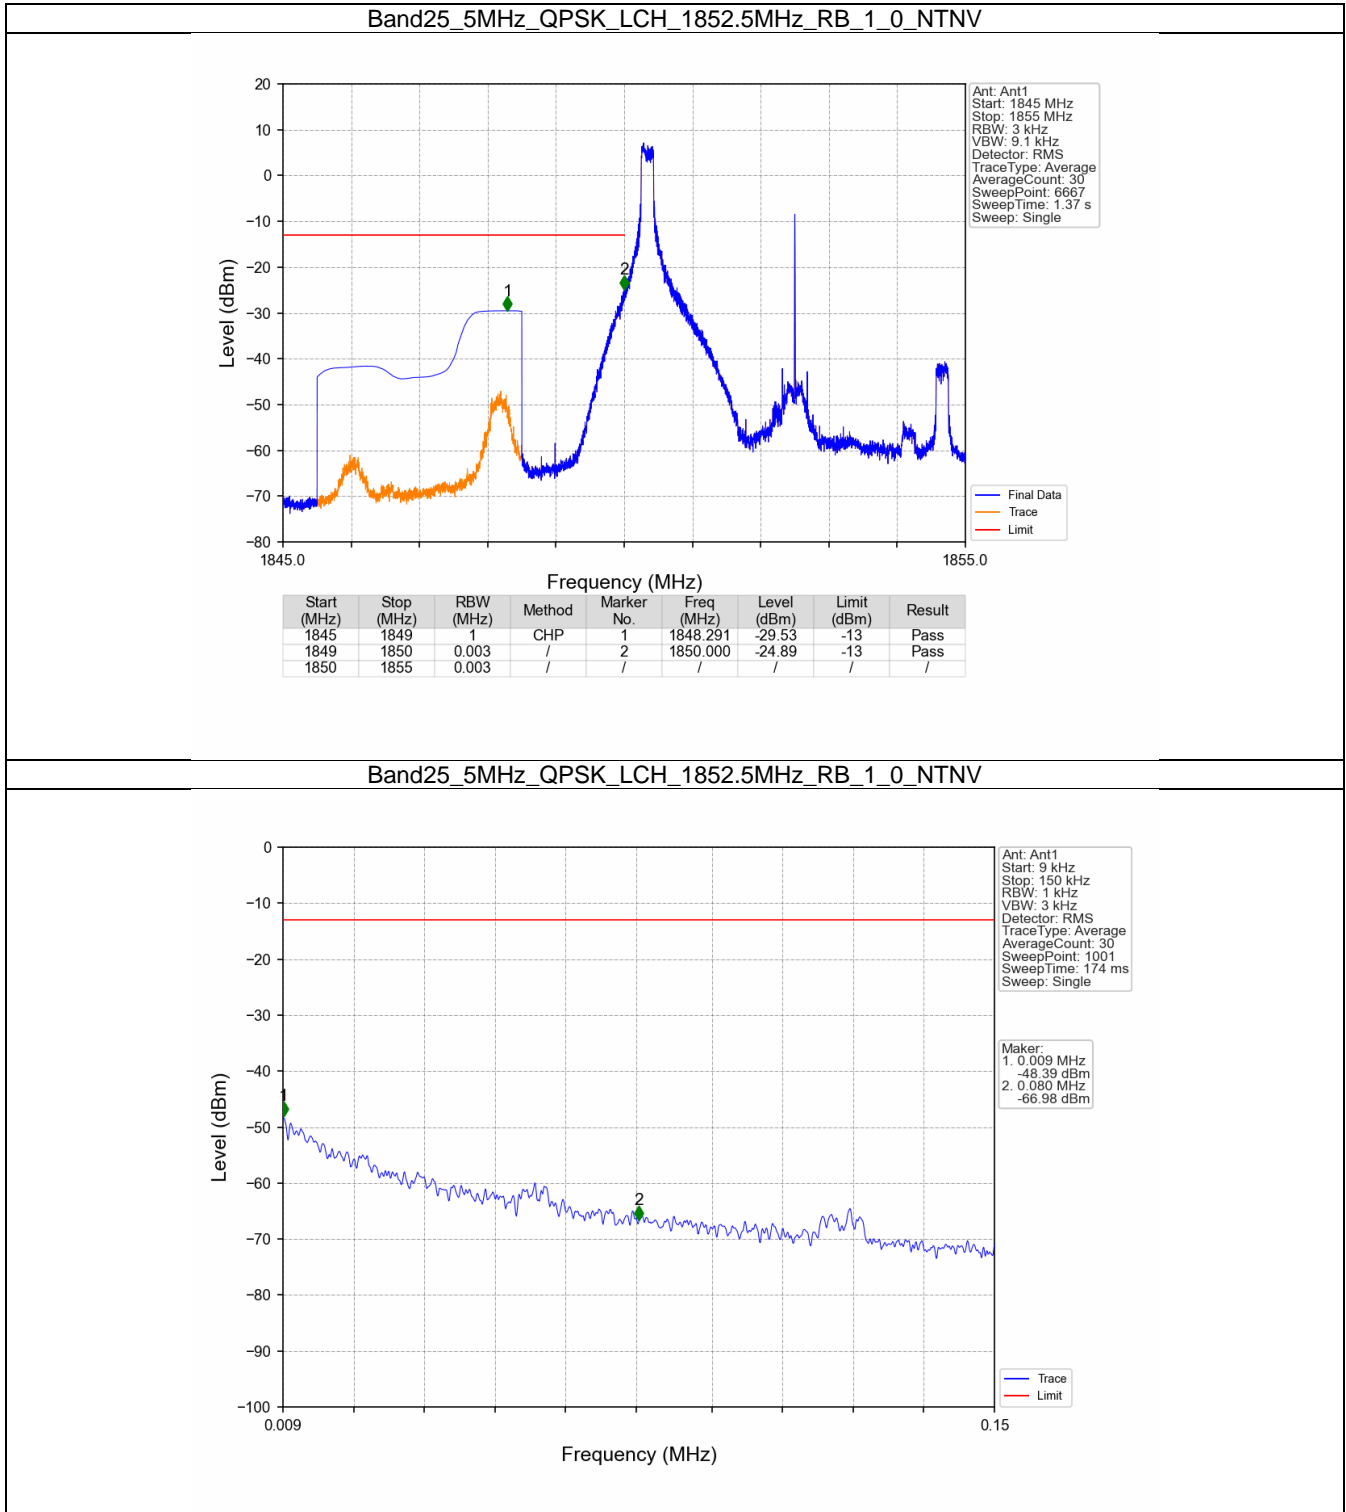 Band25_5MHz_QPSK_LCH_1852.5MHz_RB_1_0_NTNV
20
10
0
−10
−20
−30
−40
−50
−60
−70
−80
Level (dBm)
1
2
1845.0
1855.0
Frequency (MHz)
Ant: Ant1
Start: 1845 MHz
Stop: 1855 MHz
RBW: 3 kHz
VBW: 9.1 kHz
Detector: RMS
TraceType: Average
AverageCount: 30
SweepPoint: 6667
SweepTime: 1.37 s
Sweep: Single
Final Data
Trace
Limit
Start (MHz) Stop (MHz) RBW (MHz) Method Marker No. Freq (MHz) Level (dBm) Limit (dBm) Result
1845 1849 1 CHP 1 1848.291 -29.53 -13 Pass
1849 1850 0.003 / 2 1850.000 -24.89 -13 Pass
1850 1855 0.003 / / / / / /
Band25_5MHz_QPSK_LCH_1852.5MHz_RB_1_0_NTNV
0
−10
−20
−30
−40
−50
−60
−70
−80
−90
−100
Level (dBm)
1
2
0.009
0.15
Frequency (MHz)
Ant: Ant1
Start: 9 kHz
Stop: 150 kHz
RBW: 1 kHz
VBW: 3 kHz
Detector: RMS
TraceType: Average
AverageCount: 30
SweepPoint: 1001
SweepTime: 174 ms
Sweep: Single
Maker:
1. 0.009 MHz
-48.39 dBm
2. 0.080 MHz
-66.98 dBm
Trace
Limit